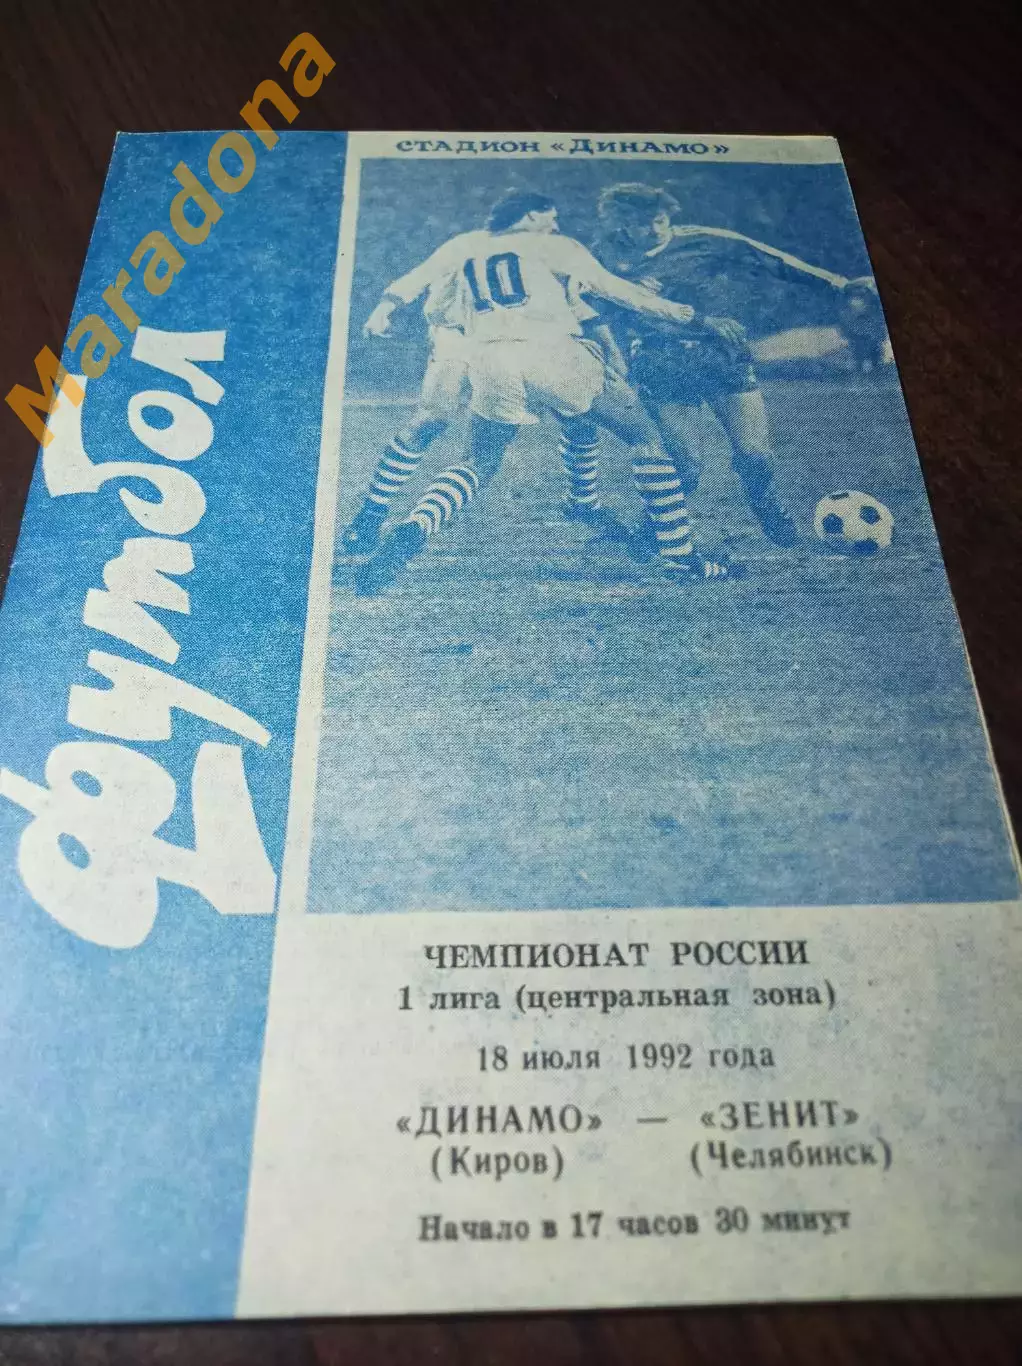 Maradona
СТАДИОН «ДИНАМО»
10
Футбол
ЧЕМПИОНАТ РОССИИ
1 лига (центральная зона)
18 июля 1992 года
«ДИНАМО» — «ЗЕНИТ»
(Киров) (Челябинск)
Начало в 17 часов 30 минут